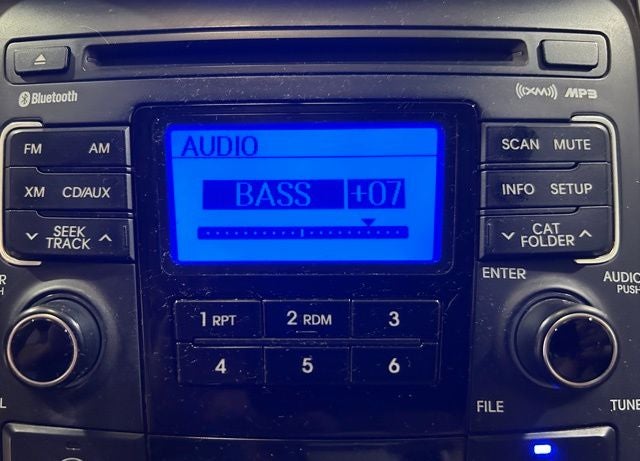 Bluetooth
((XM)) MP3
FM AM
SCAN MUTE
AUDIO
XM CD/AUX
INFO SETUP
BASS +07
SEEK
TRACK
CAT
FOLDER
ENTER
AUDIO
PUSH
1 RPT 2 RDM 3
4 5 6
FILE
TUNE